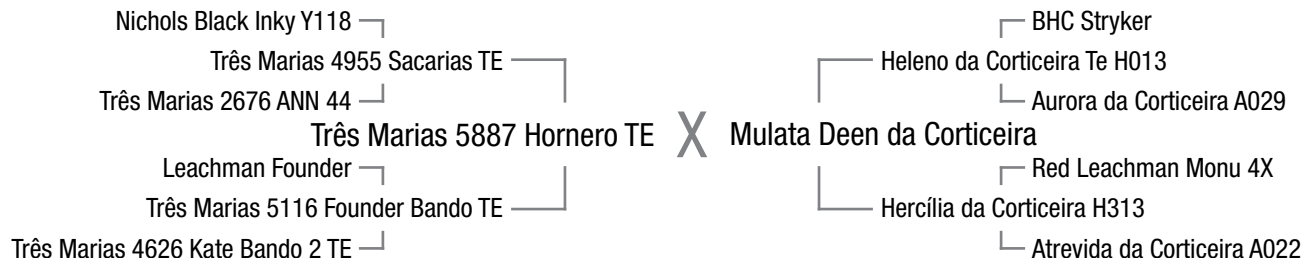 Nichols Black Inky Y118
BHC Stryker
Três Marias 4955 Sacarias TE
Heleno da Corticeira Te H013
Três Marias 2676 ANN 44
Aurora da Corticeira A029
Três Marias 5887 Hornero TE X Mulata Deen da Corticeira
Leachman Founder
Red Leachman Monu 4X
Três Marias 5116 Founder Bando TE
Hercília da Corticeira H313
Três Marias 4626 Kate Bando 2 TE
Atrevida da Corticeira A022